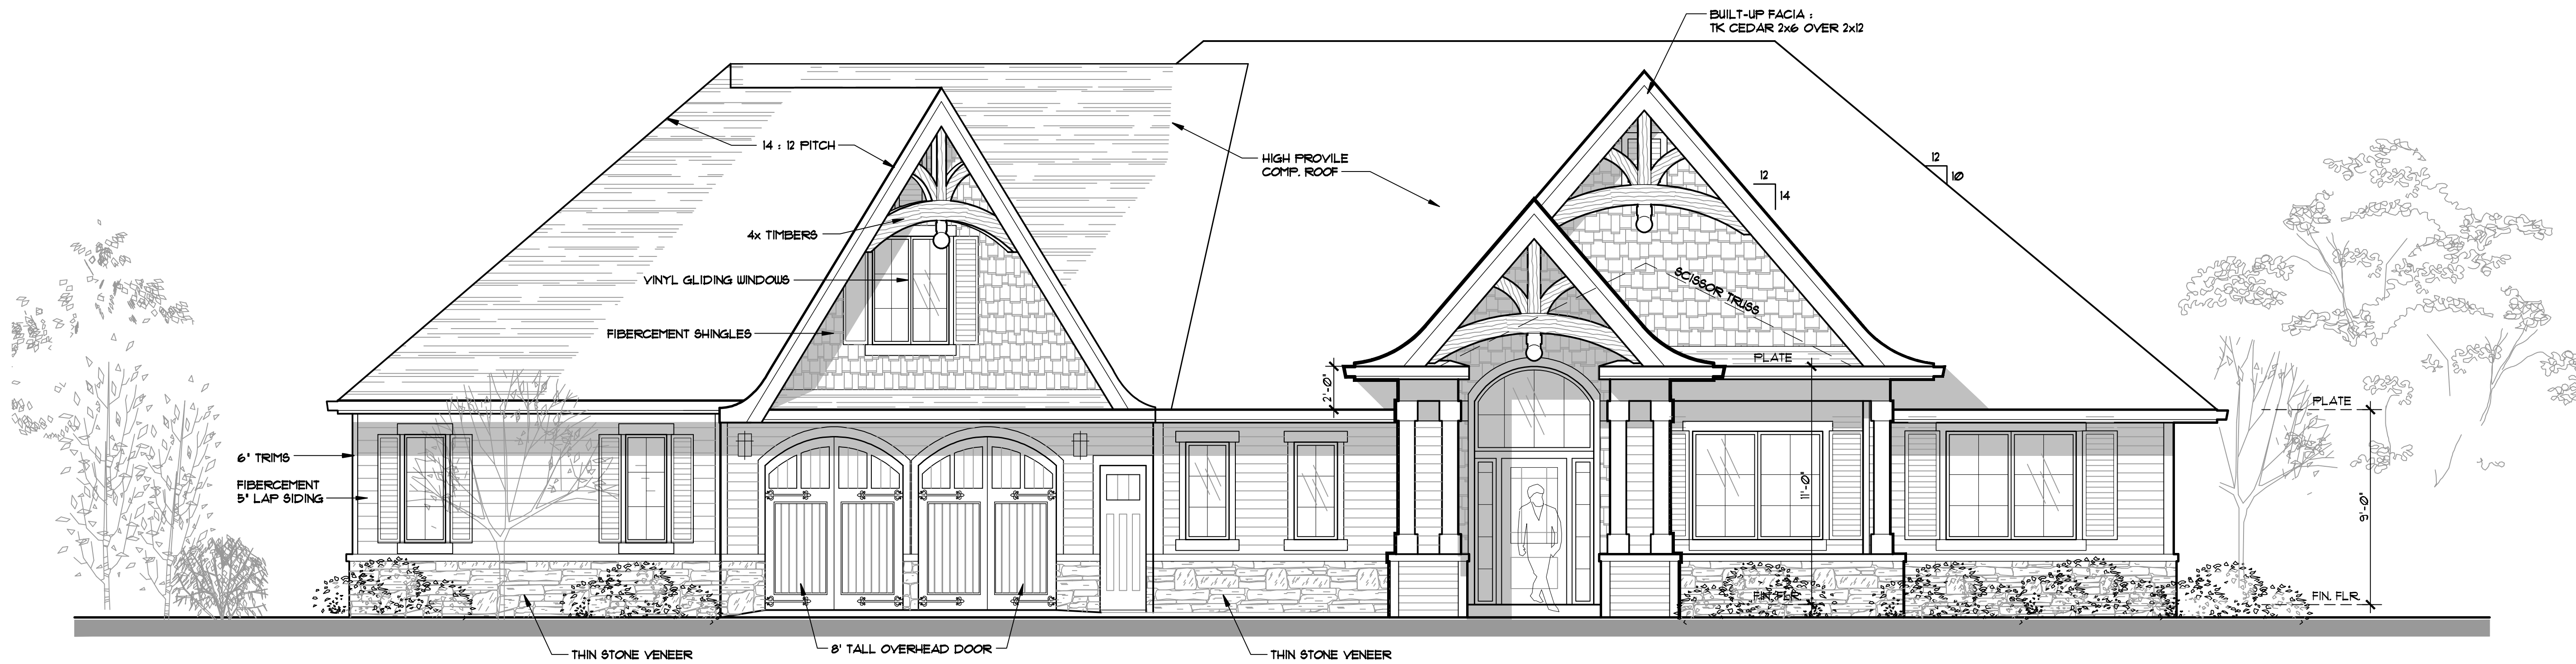 BUILT-UP FACIA :
TK CEDAR 2x6 OVER 2x12
14 : 12 PITCH
HIGH PROVILE
COMP. ROOF
12
10
12
14
4x TIMBERS
VINYL GLIDING WINDOWS
SCISSOR TRUSS
FIBERCEMENT SHINGLES
PLATE
2'-0"
PLATE
6" TRIMS
FIBERCEMENT
5" LAP SIDING
11'-0"
9'-0"
FIN. FLR.
FIN. FLR.
8' TALL OVERHEAD DOOR
THIN STONE VENEER
THIN STONE VENEER